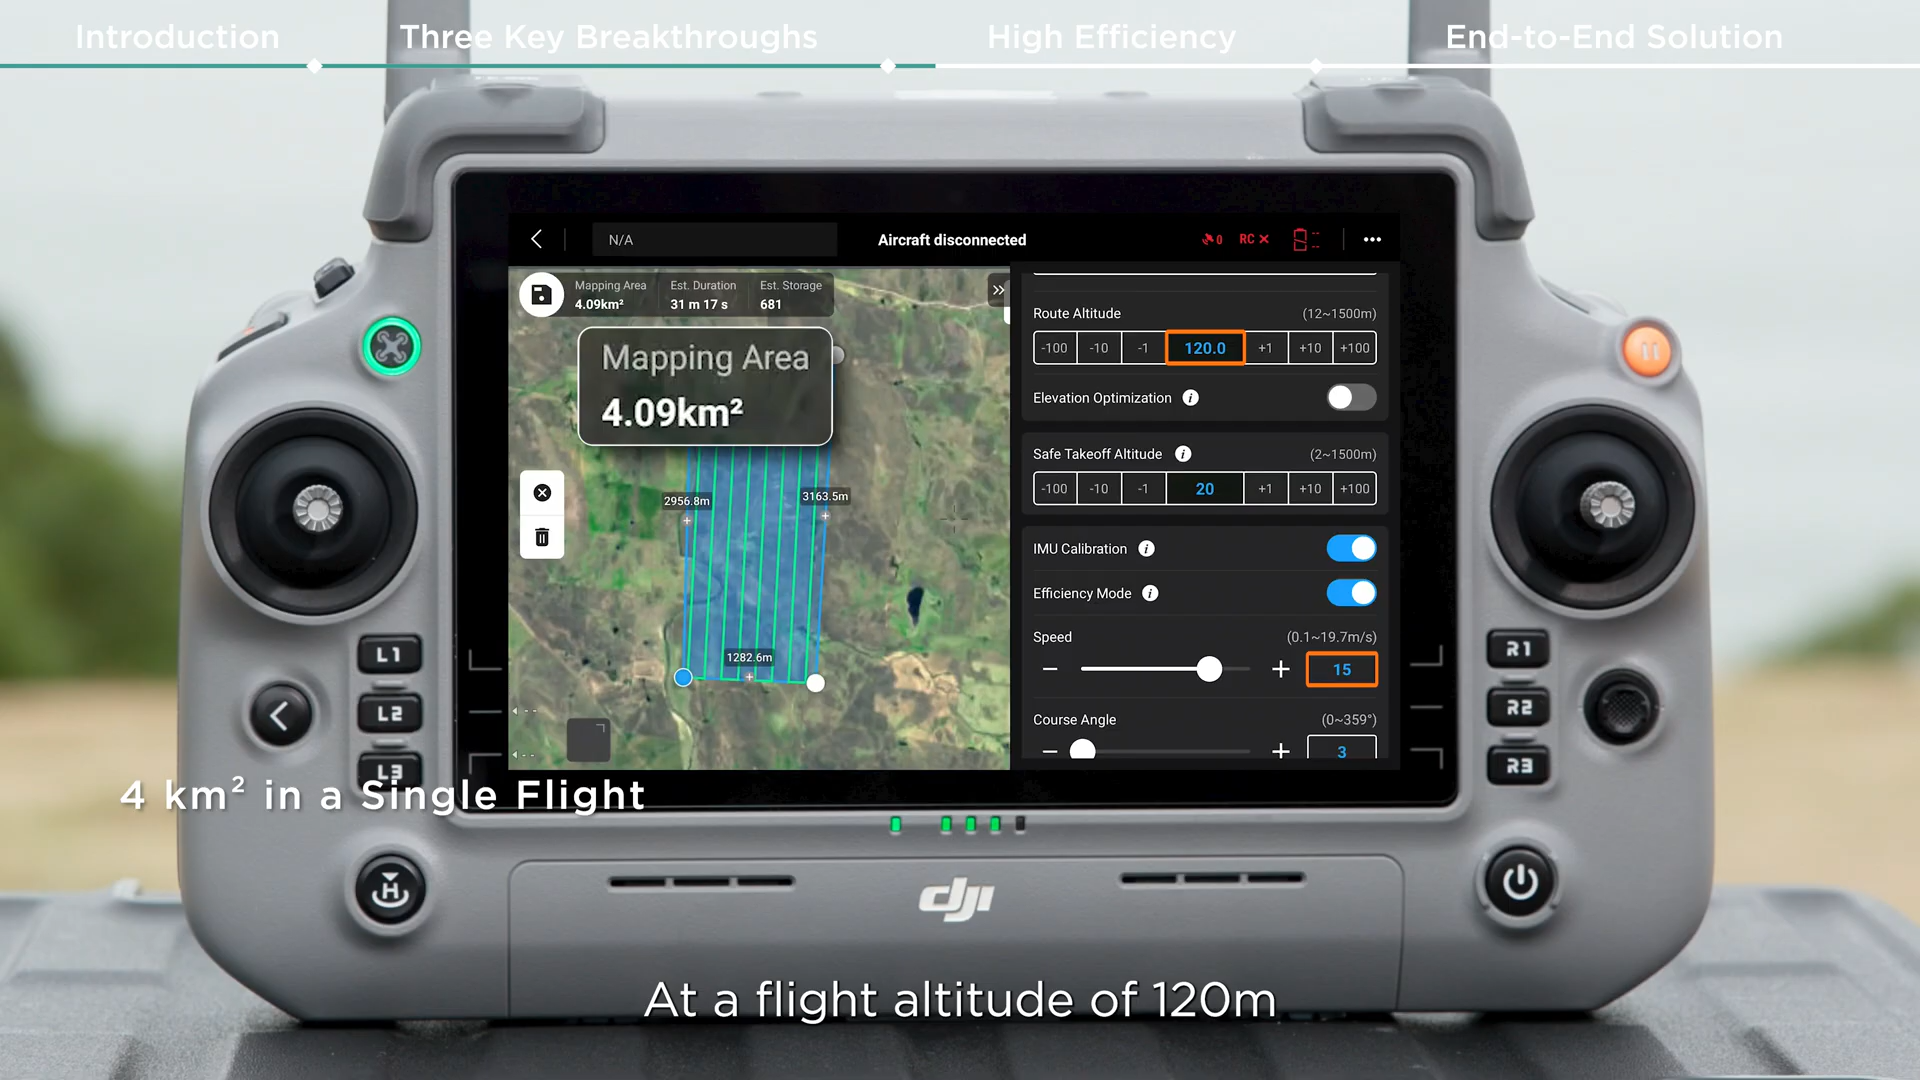 Introduction
Three Key Breakthroughs
High Efficiency
End-to-End Solution
N/A
Aircraft disconnected
0
RC
Mapping Area
4.09km²
Est. Duration
31 m 17 s
Est. Storage
681
Mapping Area
4.09km²
2956.8m
3163.5m
1282.6m
Route Altitude
(12~1500m)
-100 -10 -1 120.0 +1 +10 +100
Elevation Optimization
Safe Takeoff Altitude
(2~1500m)
-100 -10 -1 20 +1 +10 +100
IMU Calibration
Efficiency Mode
Speed
(0.1~19.7m/s)
15
Course Angle
(0~359°)
3
L1
L2
L3
R1
R2
R3
4 km² in a Single Flight
H
dji
At a flight altitude of 120m